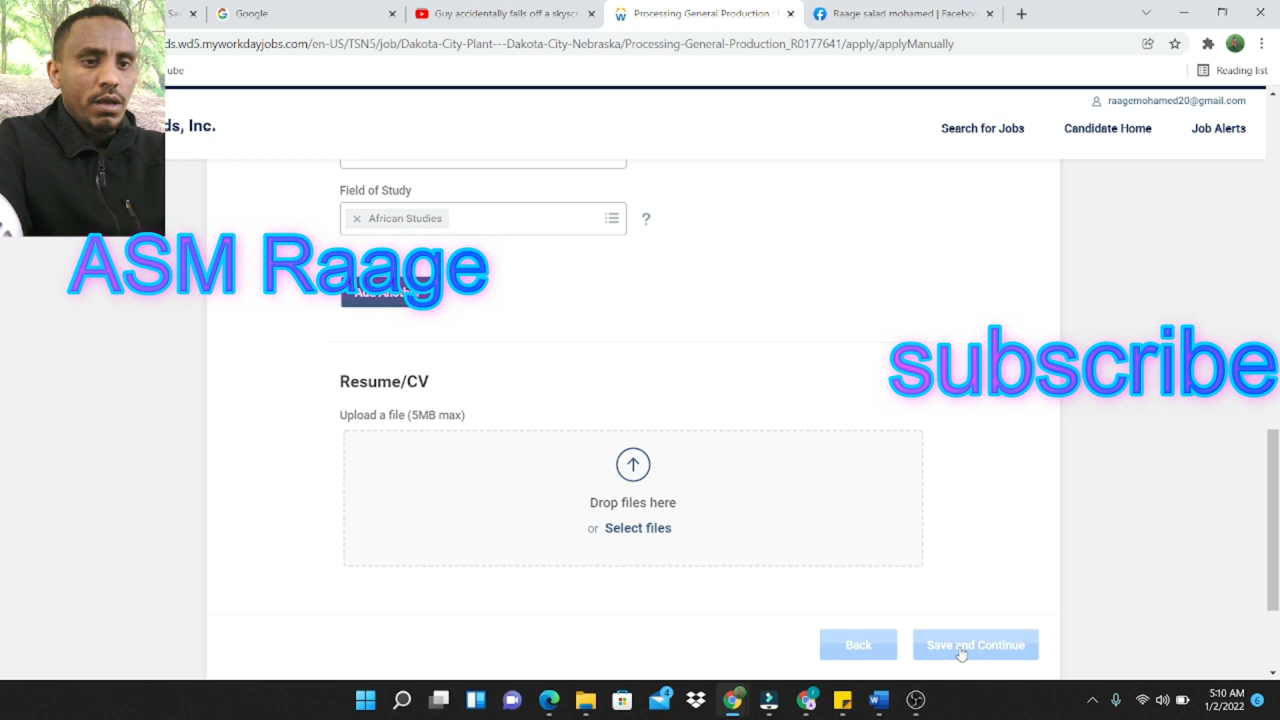 Google
Guy accidentally falls off a skysc
Processing General Production -
Raage salad mohamed | Faceboo
ds.wd5.myworkdayjobs.com/en-US/TSN5/job/Dakota-City-Plant---Dakota-City-Nebraska/Processing-General-Production_R0177641/apply/applyManually
ube
Reading list
raagemohamed20@gmail.com
ds, Inc.
Search for Jobs
Candidate Home
Job Alerts
Field of Study
African Studies
?
ASM Raage
subscribe
Resume/CV
Upload a file (5MB max)
Drop files here
or Select files
Back
Save and Continue
4
5:10 AM
1/2/2022
6